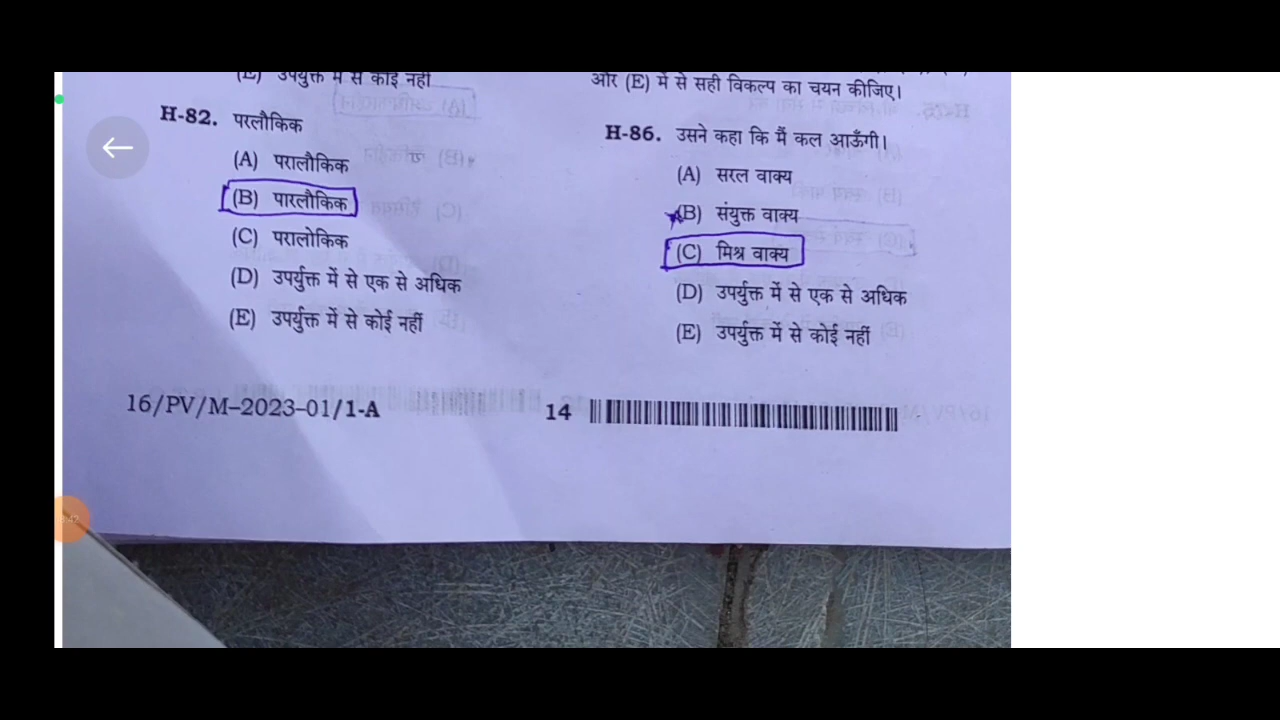 (E) उपर्युक्त में से कोई नहीं
H-82. परलौकिक
(A) परालौकिक
(B) पारलौकिक
(C) परालोकिक
(D) उपर्युक्त में से एक से अधिक
(E) उपर्युक्त में से कोई नहीं
और (E) में से सही विकल्प का चयन कीजिए।
H-86. उसने कहा कि मैं कल आऊँगी।
(A) सरल वाक्य
(B) संयुक्त वाक्य
(C) मिश्र वाक्य
(D) उपर्युक्त में से एक से अधिक
(E) उपर्युक्त में से कोई नहीं
16/PV/M-2023-01/1-A
14